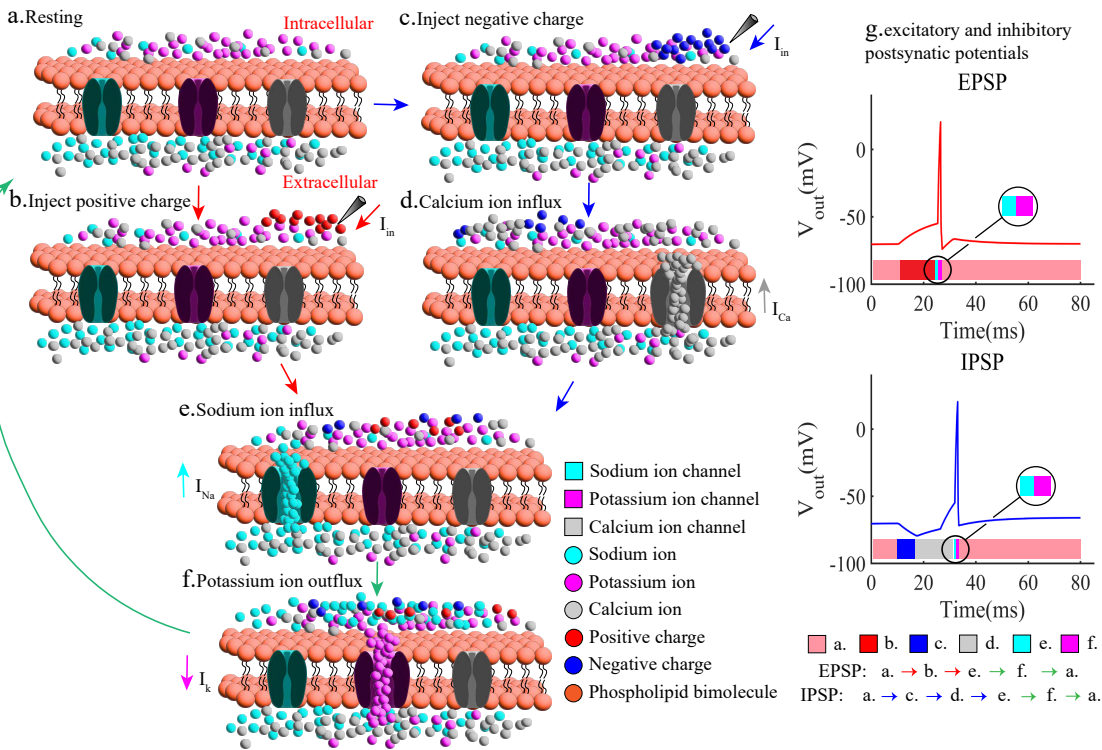 a.Resting
Intracellular
c.Inject negative charge
I_in
g.excitatory and inhibitory
postsynatic potentials
b. Inject positive charge
Extracellular
I_in
d.Calcium ion influx
I_Ca
e.Sodium ion influx
I_Na
f.Potassium ion outflux
I_k
Sodium ion channel
Potassium ion channel
Calcium ion channel
Sodium ion
Potassium ion
Calcium ion
Positive charge
Negative charge
Phospholipid bimolecule
EPSP
V_out(mV)
0
-50
-100
0 20 40 60 80
Time(ms)
IPSP
V_out(mV)
0
-50
-100
0 20 40 60 80
Time(ms)
a. b. c. d. e. f.
EPSP: a. → b. → e. → f. → a.
IPSP: a. → c. → d. → e. → f. → a.